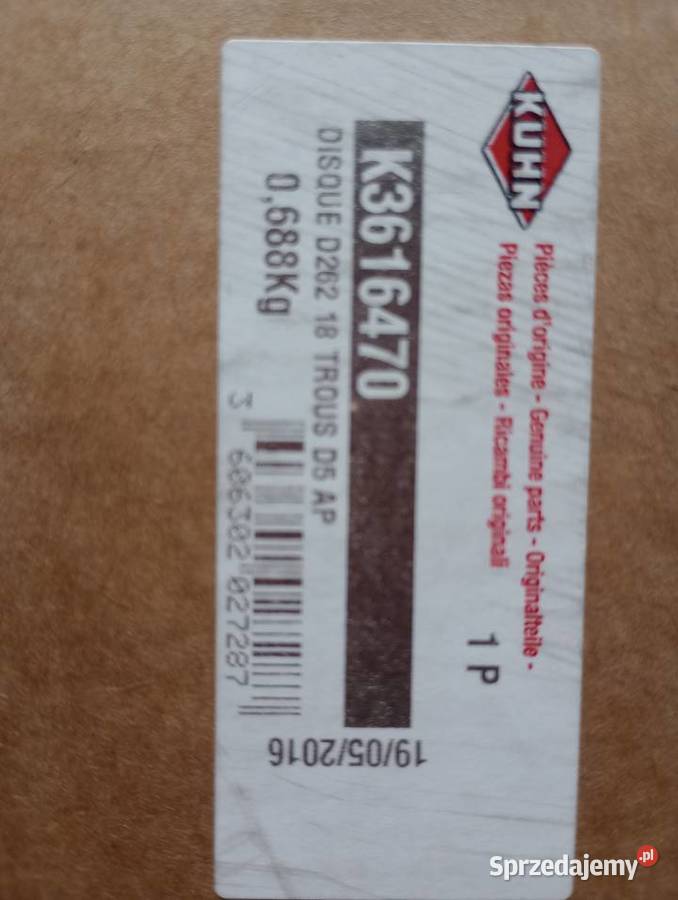 KUHN
Pièces d'origine - Genuine parts - Originalteile -
Piezas originales - Ricambi originali
1 P
K3616470
DISQUE D262 18 TROUS D5 AP
0,688Kg
3 606302 027287
19/05/2016
Sprzedajemy.pl